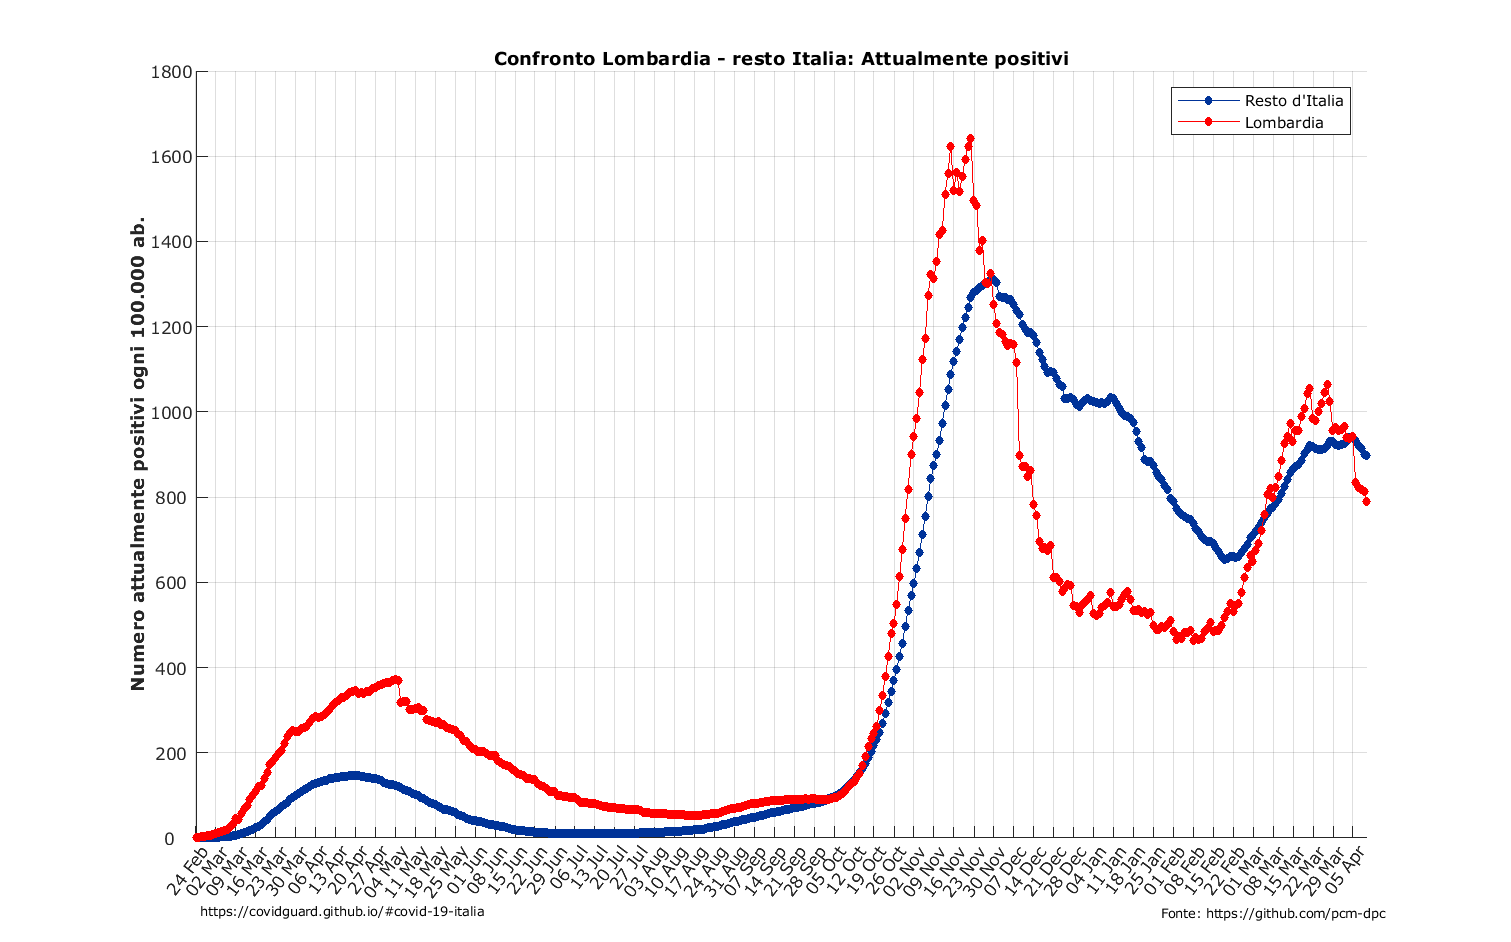 Confronto Lombardia - resto Italia: Attualmente positivi
Resto d'Italia
Lombardia
Numero attualmente positivi ogni 100.000 ab.
1800
1600
1400
1200
1000
800
600
400
200
0
24 Feb
02 Mar
09 Mar
16 Mar
23 Mar
30 Mar
06 Apr
13 Apr
20 Apr
27 Apr
04 May
11 May
18 May
25 May
01 Jun
08 Jun
15 Jun
22 Jun
29 Jun
06 Jul
13 Jul
20 Jul
27 Jul
03 Aug
10 Aug
17 Aug
24 Aug
31 Aug
07 Sep
14 Sep
21 Sep
28 Sep
05 Oct
12 Oct
19 Oct
26 Oct
02 Nov
09 Nov
16 Nov
23 Nov
30 Nov
07 Dec
14 Dec
21 Dec
28 Dec
04 Jan
11 Jan
18 Jan
25 Jan
01 Feb
08 Feb
15 Feb
22 Feb
01 Mar
08 Mar
15 Mar
22 Mar
29 Mar
05 Apr
https://covidguard.github.io/#covid-19-italia
Fonte: https://github.com/pcm-dpc